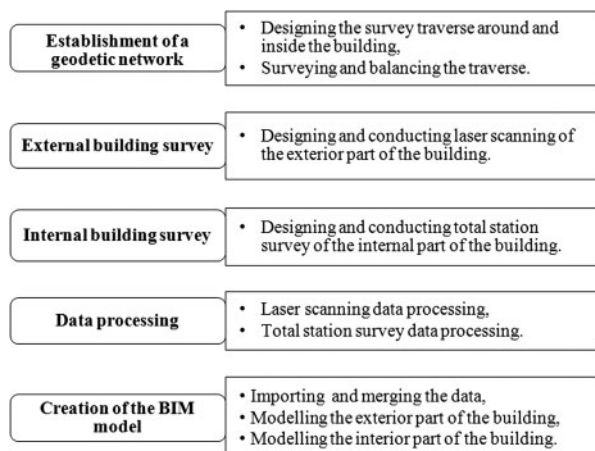 Establishment of a
geodetic network
• Designing the survey traverse around and
inside the building,
• Surveying and balancing the traverse.
External building survey
• Designing and conducting laser scanning of
the exterior part of the building.
Internal building survey
• Designing and conducting total station
survey of the internal part of the building.
Data processing
• Laser scanning data processing,
• Total station survey data processing.
Creation of the BIM
model
• Importing and merging the data,
• Modelling the exterior part of the building,
• Modelling the interior part of the building.